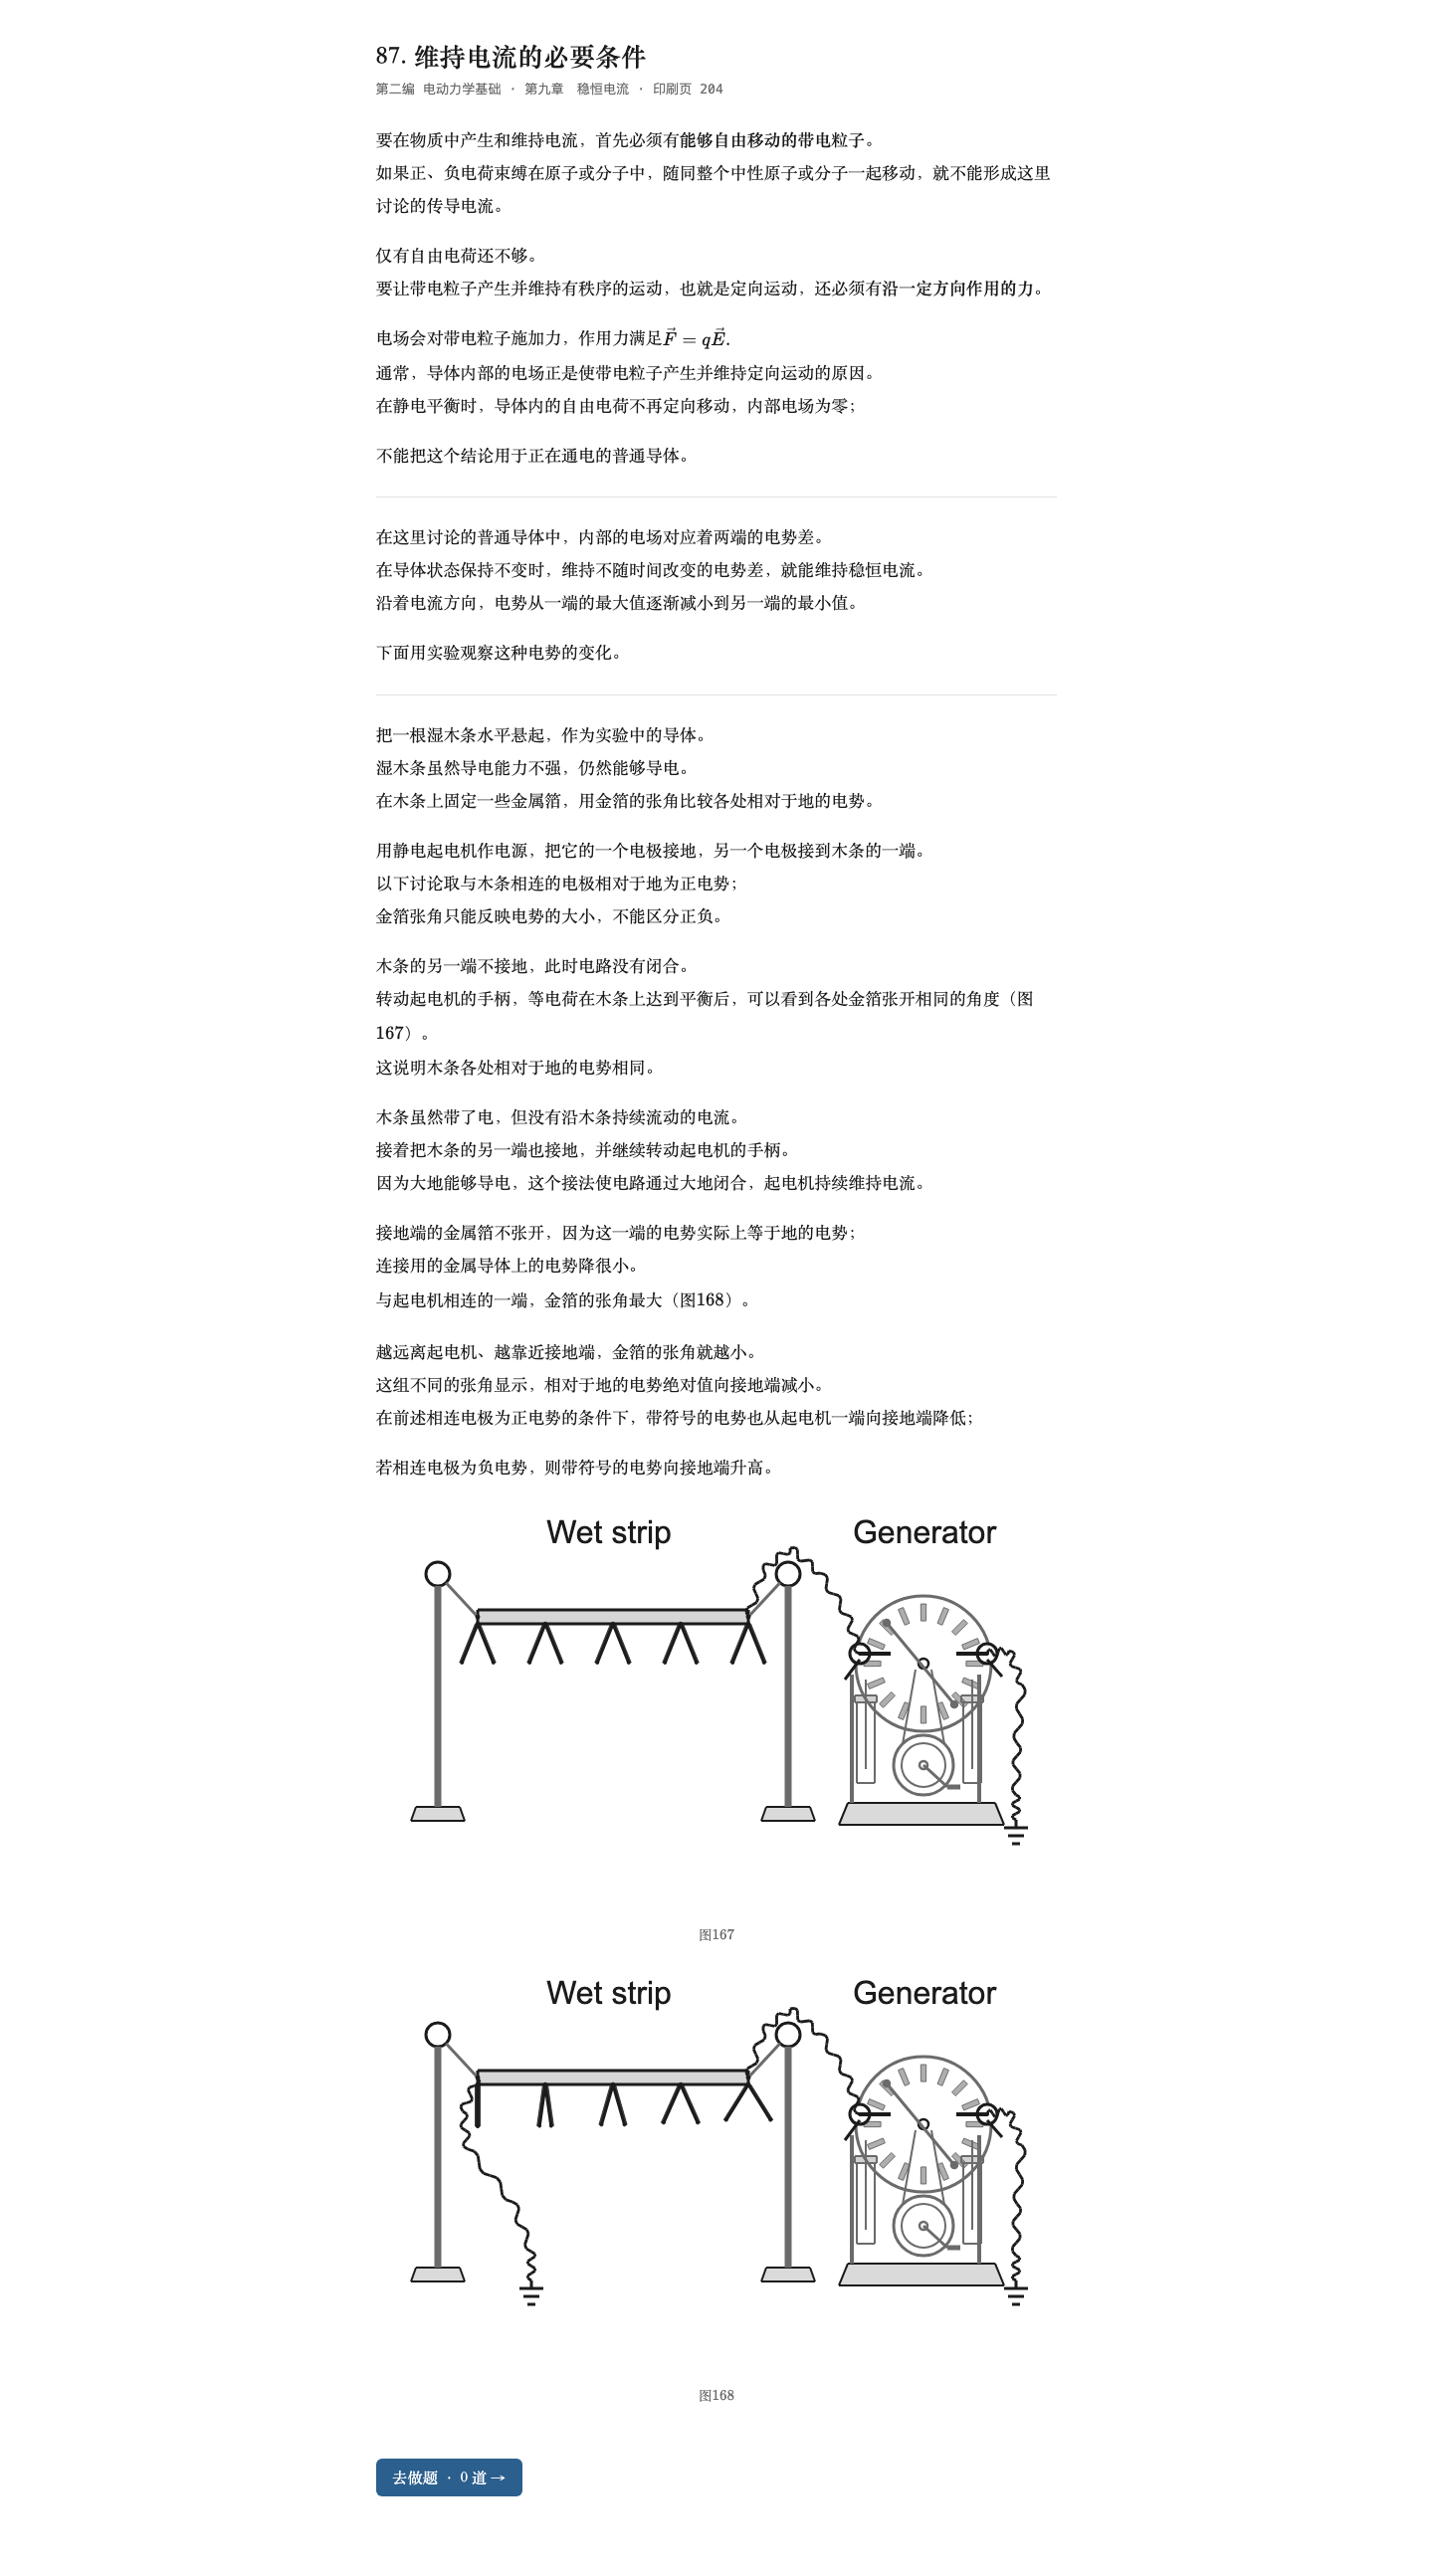 87. 维持电流的必要条件
第二编 电动力学基础 · 第九章 稳恒电流 · 印刷页 204
要在物质中产生和维持电流，首先必须有能够自由移动的带电粒子。
如果正、负电荷束缚在原子或分子中，随同整个中性原子或分子一起移动，就不能形成这里
讨论的传导电流。
仅有自由电荷还不够。
要让带电粒子产生并维持有秩序的运动，也就是定向运动，还必须有沿一定方向作用的力。
电场会对带电粒子施加力，作用力满足$\vec{F} = q\vec{E}$.
通常，导体内部的电场正是使带电粒子产生并维持定向运动的原因。
在静电平衡时，导体内的自由电荷不再定向移动，内部电场为零；
不能把这个结论用于正在通电的普通导体。
在这里讨论的普通导体中，内部的电场对应着两端的电势差。
在导体状态保持不变时，维持不随时间改变的电势差，就能维持稳恒电流。
沿着电流方向，电势从一端的最大值逐渐减小到另一端的最小值。
下面用实验观察这种电势的变化。
把一根湿木条水平悬起，作为实验中的导体。
湿木条虽然导电能力不强，仍然能够导电。
在木条上固定一些金属箔，用金箔的张角比较各处相对于地的电势。
用静电起电机作电源，把它的一个电极接地，另一个电极接到木条的一端。
以下讨论取与木条相连的电极相对于地为正电势；
金箔张角只能反映电势的大小，不能区分正负。
木条的另一端不接地，此时电路没有闭合。
转动起电机的手柄，等电荷在木条上达到平衡后，可以看到各处金箔张开相同的角度（图
167）。
这说明木条各处相对于地的电势相同。
木条虽然带了电，但没有沿木条持续流动的电流。
接着把木条的另一端也接地，并继续转动起电机的手柄。
因为大地能够导电，这个接法使电路通过大地闭合，起电机持续维持电流。
接地端的金属箔不张开，因为这一端的电势实际上等于地的电势；
连接用的金属导体上的电势降很小。
与起电机相连的一端，金箔的张角最大（图168）。
越远离起电机、越靠近接地端，金箔的张角就越小。
这组不同的张角显示，相对于地的电势绝对值向接地端减小。
在前述相连电极为正电势的条件下，带符号的电势也从起电机一端向接地端降低；
若相连电极为负电势，则带符号的电势向接地端升高。
Wet strip Generator
图167
Wet strip Generator
图168
去做题 · 0 道 →